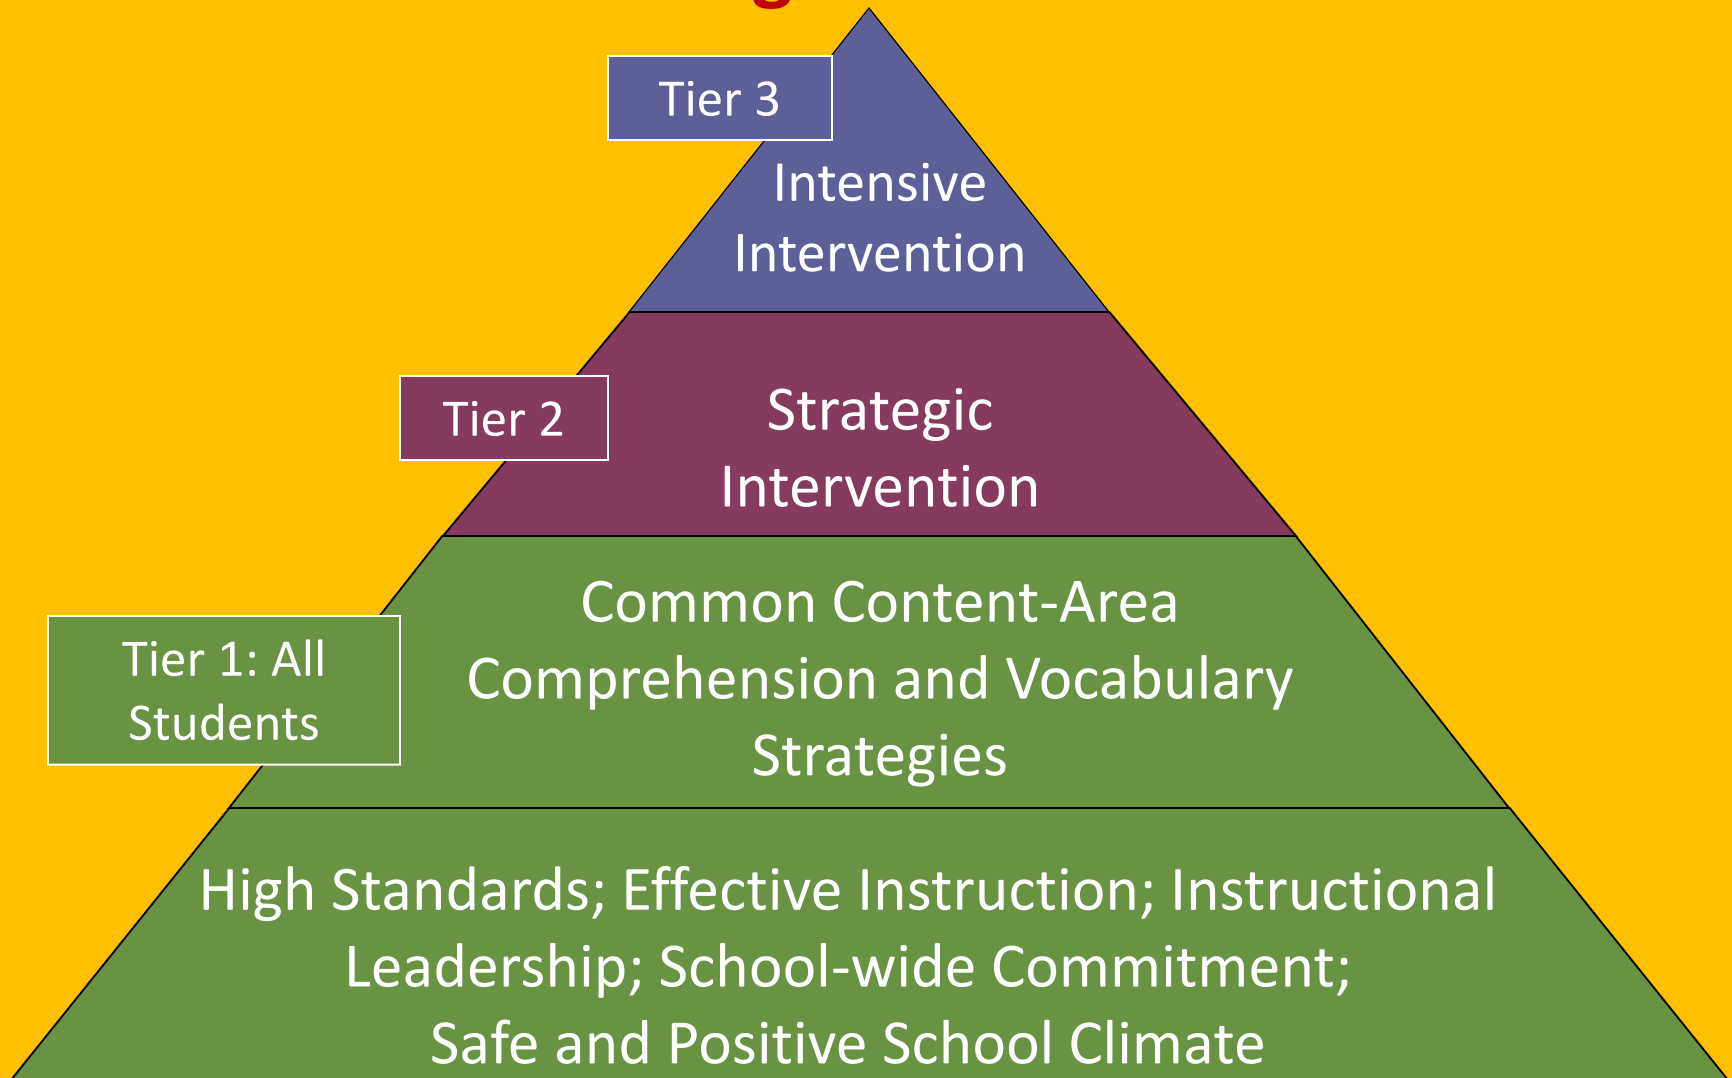 Tier 3
Intensive
Intervention
Tier 2
Strategic
Intervention
Tier 1: All
Students
Common Content-Area
Comprehension and Vocabulary
Strategies
High Standards; Effective Instruction; Instructional
Leadership; School-wide Commitment;
Safe and Positive School Climate